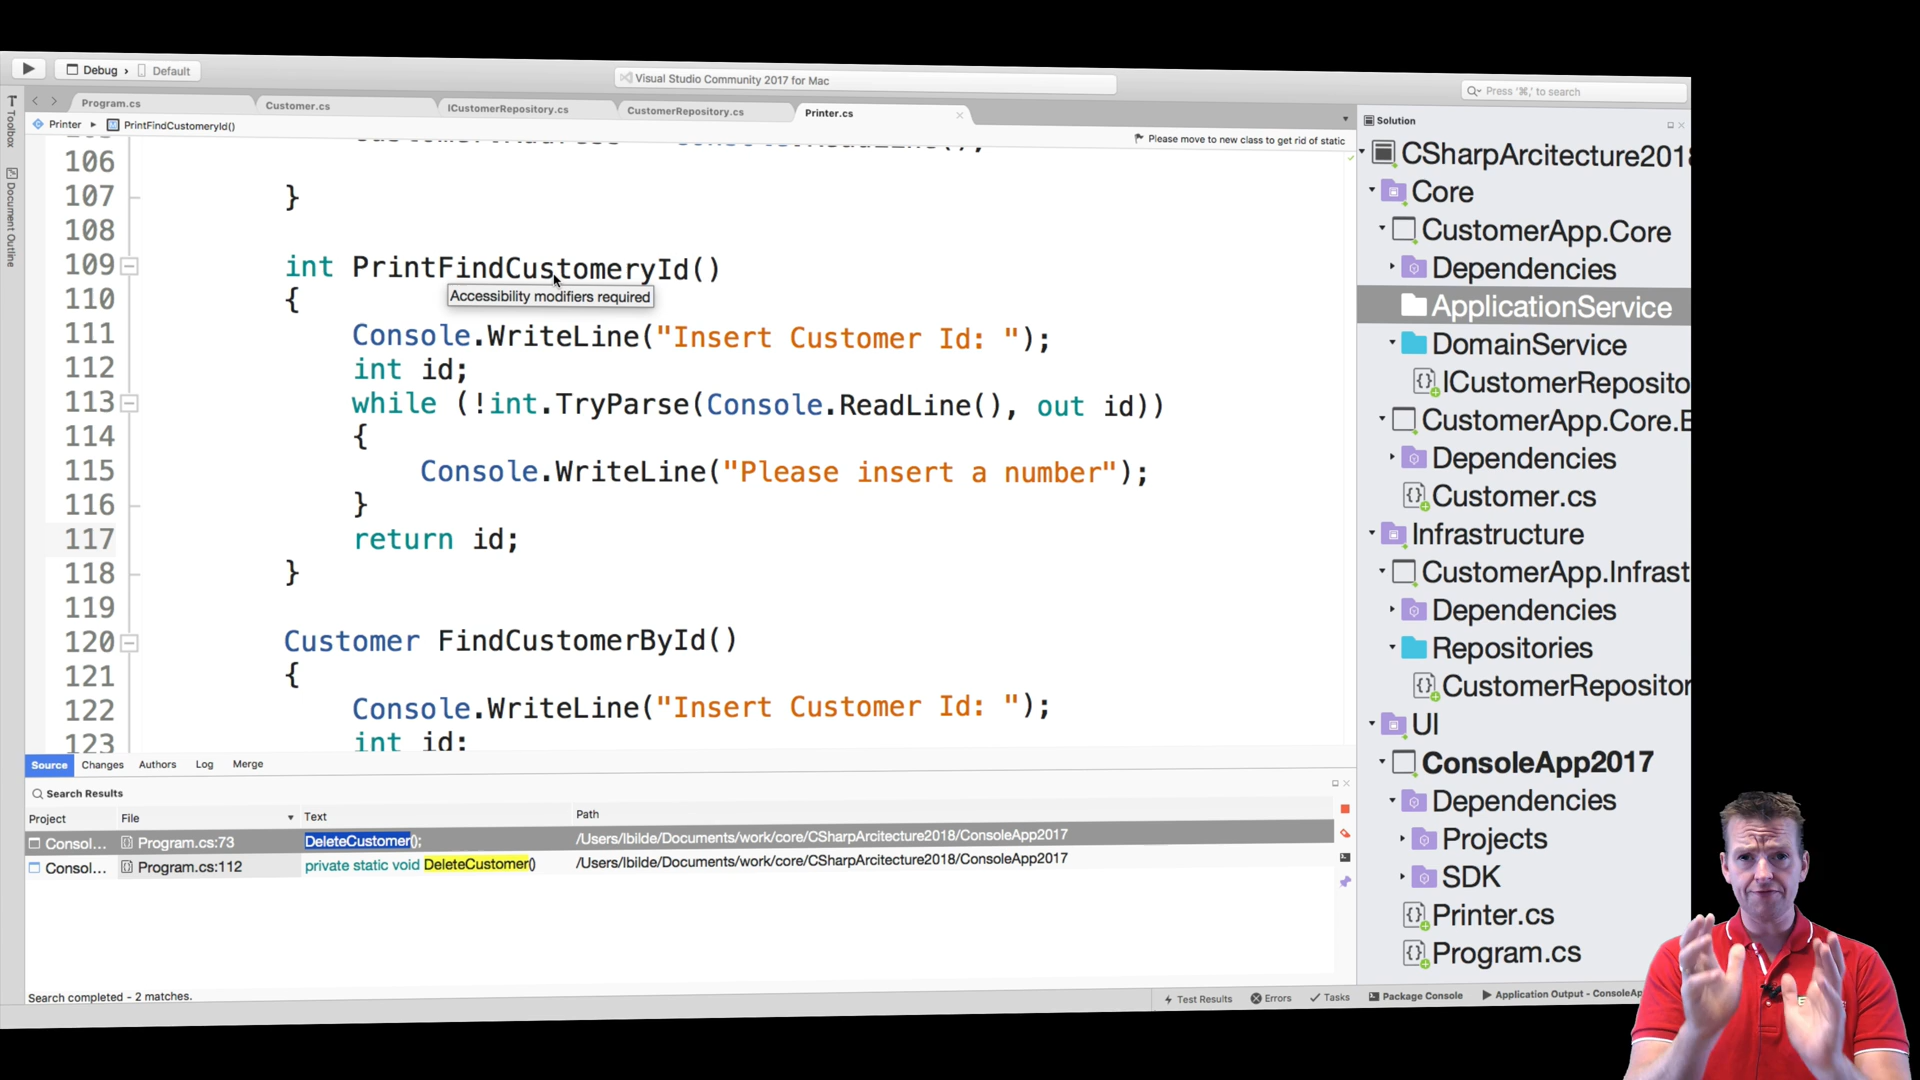 Debug › Default
Visual Studio Community 2017 for Mac
Press '⌘,' to search
Toolbox
Document Outline
Program.cs
Customer.cs
ICustomerRepository.cs
CustomerRepository.cs
Printer.cs
Printer ▸ PrintFindCustomeryId()
Please move to new class to get rid of static
106
107 }
108
109 int PrintFindCustomeryId()
Accessibility modifiers required
110 {
111 Console.WriteLine("Insert Customer Id: ");
112 int id;
113 while (!int.TryParse(Console.ReadLine(), out id))
114 {
115 Console.WriteLine("Please insert a number");
116 }
117 return id;
118 }
119
120 Customer FindCustomerById()
121 {
122 Console.WriteLine("Insert Customer Id: ");
123 int id;
Source Changes Authors Log Merge
Search Results
Project File Text Path
Consol... Program.cs:73 DeleteCustomer(); /Users/lbilde/Documents/work/core/CSharpArcitecture2018/ConsoleApp2017
Consol... Program.cs:112 private static void DeleteCustomer() /Users/lbilde/Documents/work/core/CSharpArcitecture2018/ConsoleApp2017
Search completed - 2 matches.
Solution
CSharpArcitecture201
Core
CustomerApp.Core
Dependencies
ApplicationService
DomainService
ICustomerReposito
CustomerApp.Core.E
Dependencies
Customer.cs
Infrastructure
CustomerApp.Infrast
Dependencies
Repositories
CustomerRepositor
UI
ConsoleApp2017
Dependencies
Projects
SDK
Printer.cs
Program.cs
Test Results Errors Tasks Package Console Application Output - ConsoleAp